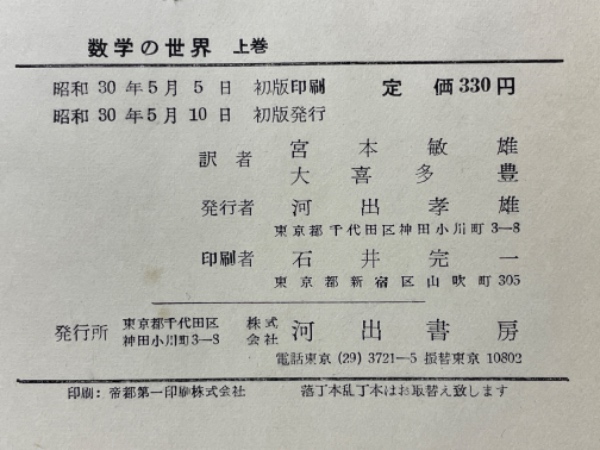 数学の世界 上巻
昭和 30 年 5 月 5 日 初版印刷 定 価 330 円
昭和 30 年 5 月 10 日 初版発行
訳 者 宮 本 敏 雄
大 喜 多 豊
発行者 河 出 孝 雄
東京都千代田区神田小川町 3―8
印刷者 石 井 完 一
東京都新宿区山吹町 305
発行所 東京都千代田区神田小川町3―8 株式会社 河 出 書 房
電話東京 (29) 3721―5 振替東京 10802
印刷: 帝都第一印刷株式会社 落丁本乱丁本はお取替え致します